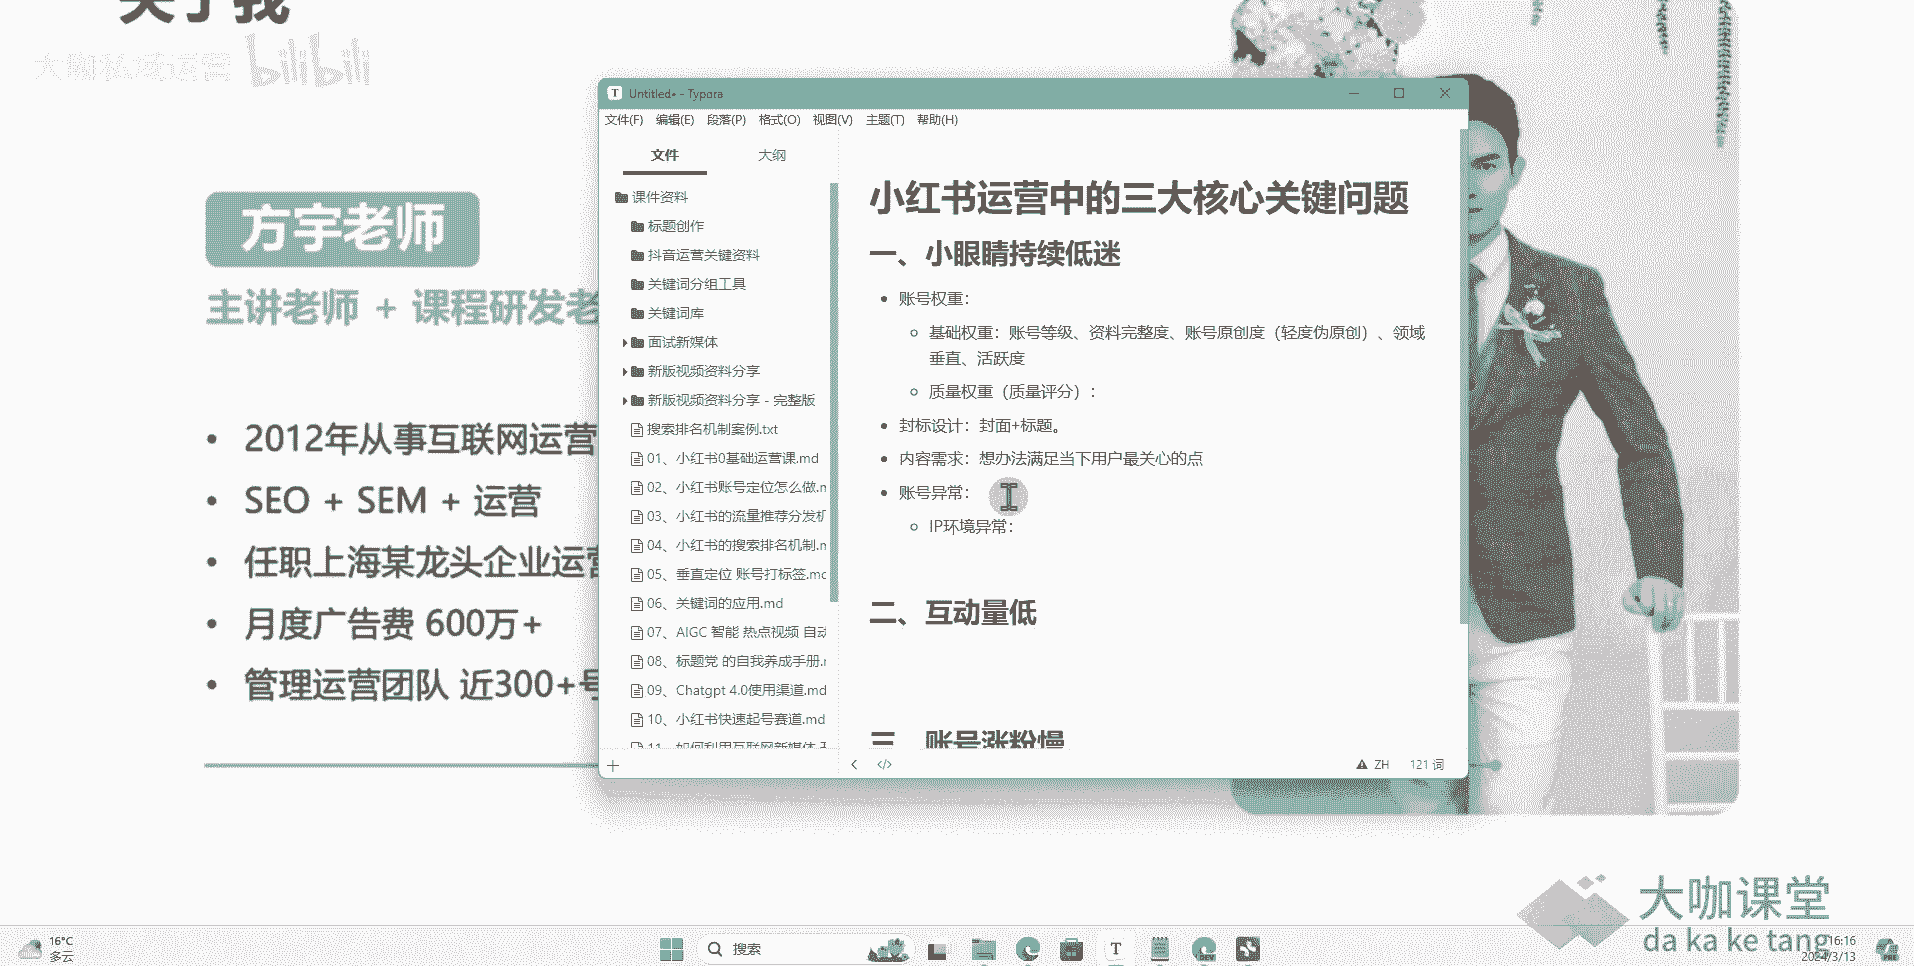 关于我
大咖私域运营 bilibili
方宇老师
主讲老师 + 课程研发老
• 2012年从事互联网运营
• SEO + SEM + 运营
• 任职上海某龙头企业运营
• 月度广告费 600万+
• 管理运营团队 近300+号
Untitled• - Typora
文件(F) 编辑(E) 段落(P) 格式(O) 视图(V) 主题(T) 帮助(H)
文件 大纲
课件资料
标题创作
抖音运营关键资料
关键词分组工具
关键词库
面试新媒体
新版视频资料分享
新版视频资料分享 - 完整版
搜索排名机制案例.txt
01、小红书0基础运营课.md
02、小红书账号定位怎么做.m
03、小红书的流量推荐分发机
04、小红书的搜索排名机制.m
05、垂直定位 账号打标签.md
06、关键词的应用.md
07、AIGC 智能 热点视频 自动
08、标题党 的自我养成手册.m
09、Chatgpt 4.0使用渠道.md
10、小红书快速起号赛道.md
11、如何利用互联网新媒体
小红书运营中的三大核心关键问题
一、小眼睛持续低迷
• 账号权重：
基础权重：账号等级、资料完整度、账号原创度（轻度伪原创）、领域
垂直、活跃度
质量权重（质量评分）：
• 封标设计：封面+标题。
• 内容需求：想办法满足当下用户最关心的点
• 账号异常：
IP环境异常：
二、互动量低
三、账号涨粉慢
ZH 121 词
大咖课堂
da ka ke tang
16°C
多云
搜索
16:16
2024/3/13